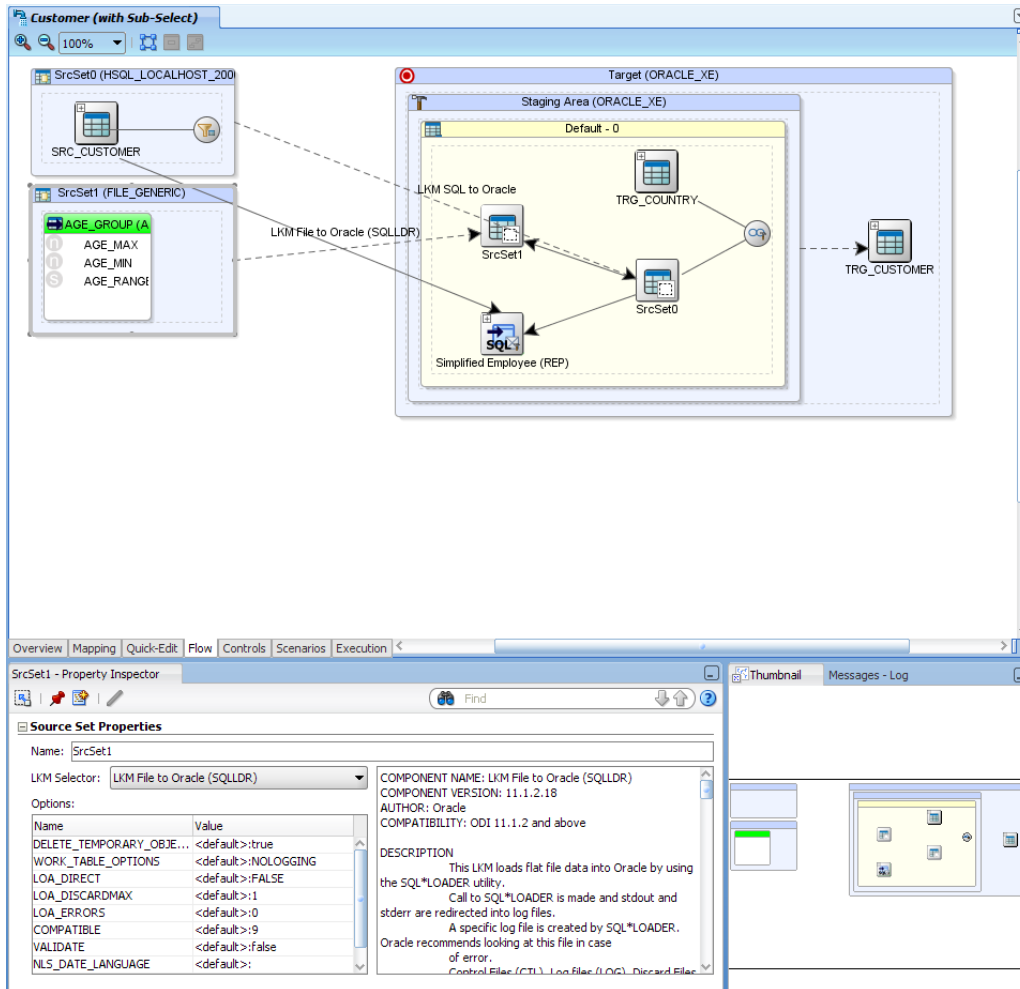 Customer (with Sub-Select)
100%
SrcSet0 (HSQL_LOCALHOST_200
SRC_CUSTOMER
SrcSet1 (FILE_GENERIC)
AGE_GROUP (A
n AGE_MAX
n AGE_MIN
s AGE_RANGE
Target (ORACLE_XE)
Staging Area (ORACLE_XE)
Default - 0
LKM SQL to Oracle
TRG_COUNTRY
LKM File to Oracle (SQLLDR)
SrcSet1
SrcSet0
TRG_CUSTOMER
SQL
Simplified Employee (REP)
Overview Mapping Quick-Edit Flow Controls Scenarios Execution
SrcSet1 - Property Inspector
Find
Source Set Properties
Name: SrcSet1
LKM Selector: LKM File to Oracle (SQLLDR)
Options:
Name Value
DELETE_TEMPORARY_OBJE... <default>:true
WORK_TABLE_OPTIONS <default>:NOLOGGING
LOA_DIRECT <default>:FALSE
LOA_DISCARDMAX <default>:1
LOA_ERRORS <default>:0
COMPATIBLE <default>:9
VALIDATE <default>:false
NLS_DATE_LANGUAGE <default>:
COMPONENT NAME: LKM File to Oracle (SQLLDR)
COMPONENT VERSION: 11.1.2.18
AUTHOR: Oracle
COMPATIBILITY: ODI 11.1.2 and above
DESCRIPTION
This LKM loads flat file data into Oracle by using
the SQL*LOADER utility.
Call to SQL*LOADER is made and stdout and
stderr are redirected into log files.
A specific log file is created by SQL*LOADER.
Oracle recommends looking at this file in case
of error.
Control Files (CTL), Log files (LOG), Discard Files
Thumbnail
Messages - Log